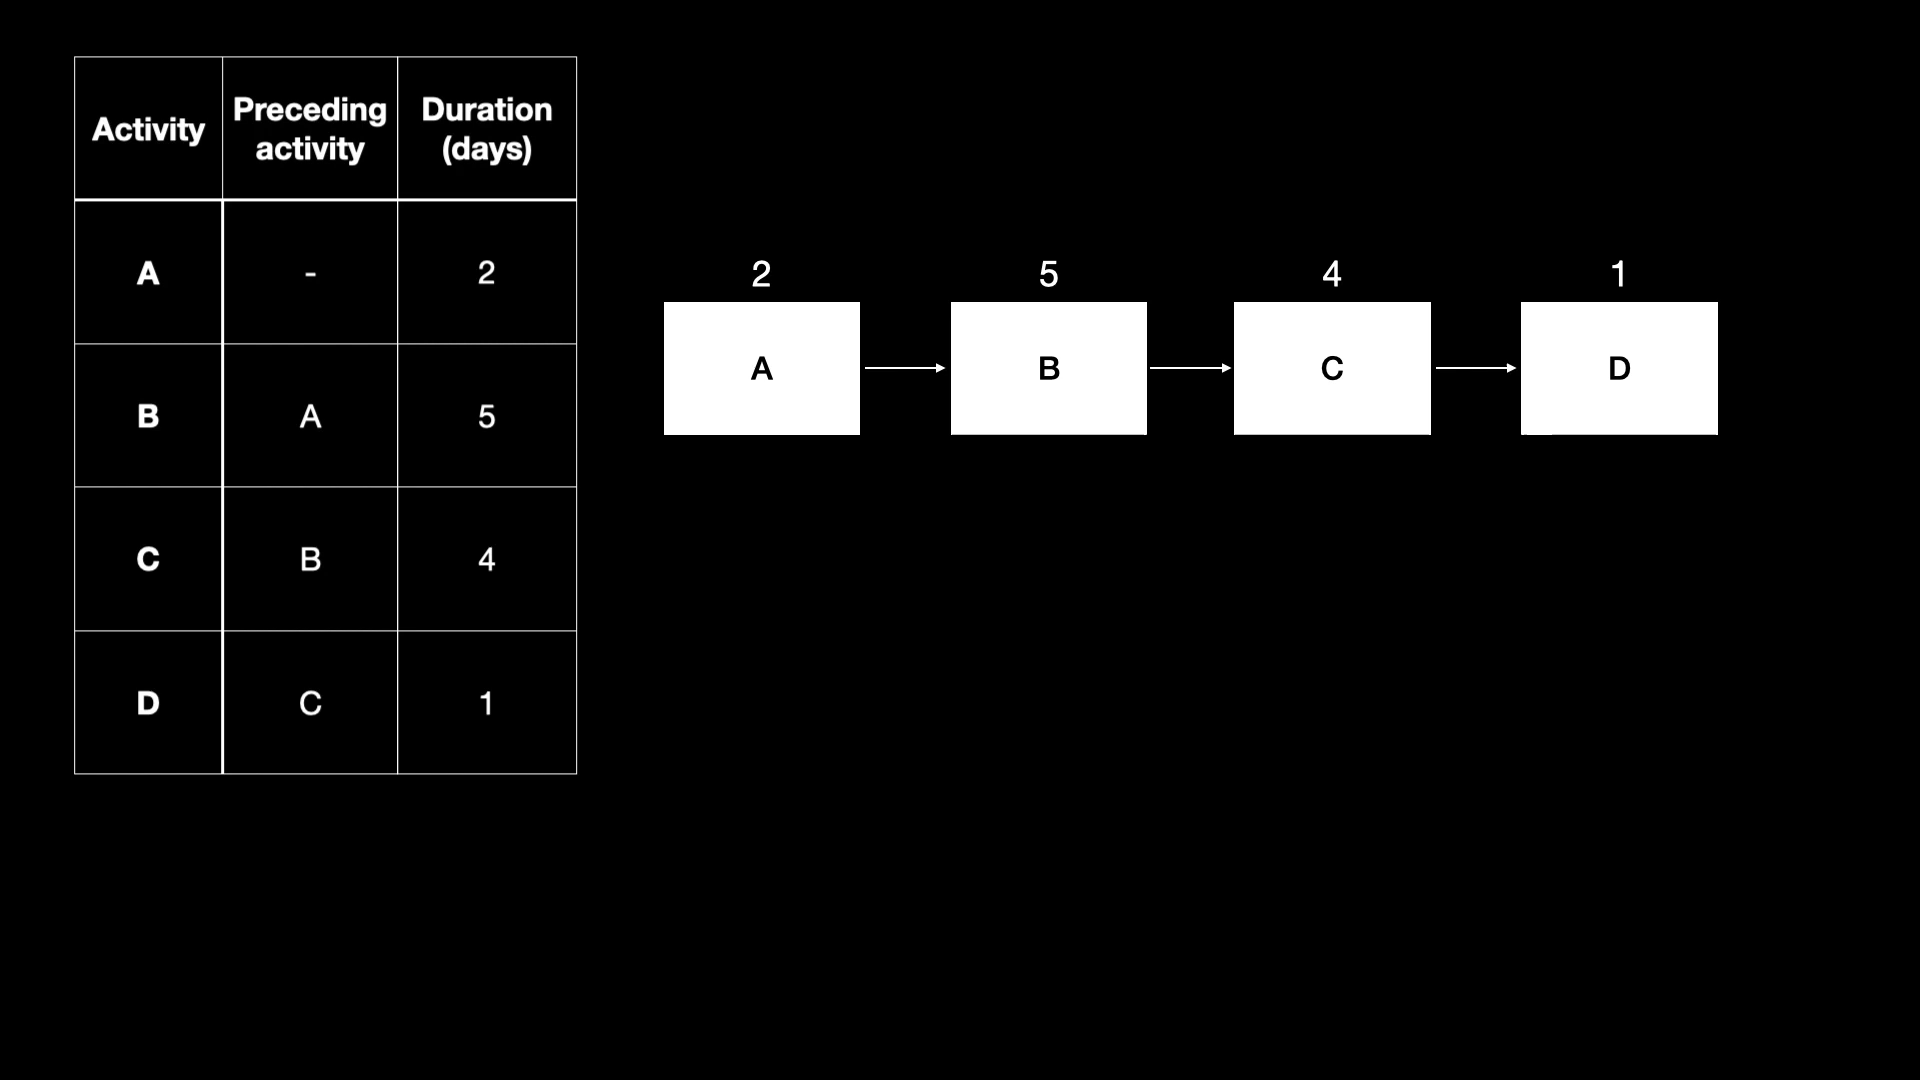 Activity Preceding activity Duration (days)
A - 2
B A 5
C B 4
D C 1
2 5 4 1
A B C D